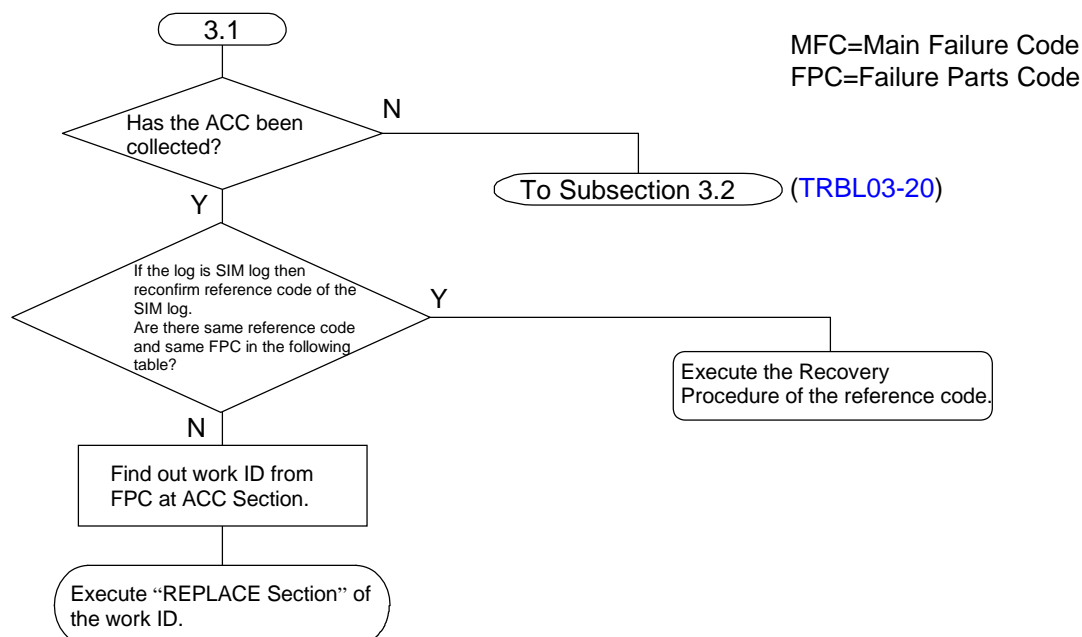 3.1
MFC=Main Failure Code
FPC=Failure Parts Code
Has the ACC been
collected?
N
To Subsection 3.2
(TRBL03-20)
Y
If the log is SIM log then
reconfirm reference code of the
SIM log.
Are there same reference code
and same FPC in the following
table?
Y
Execute the Recovery
Procedure of the reference code.
N
Find out work ID from
FPC at ACC Section.
Execute “REPLACE Section” of
the work ID.